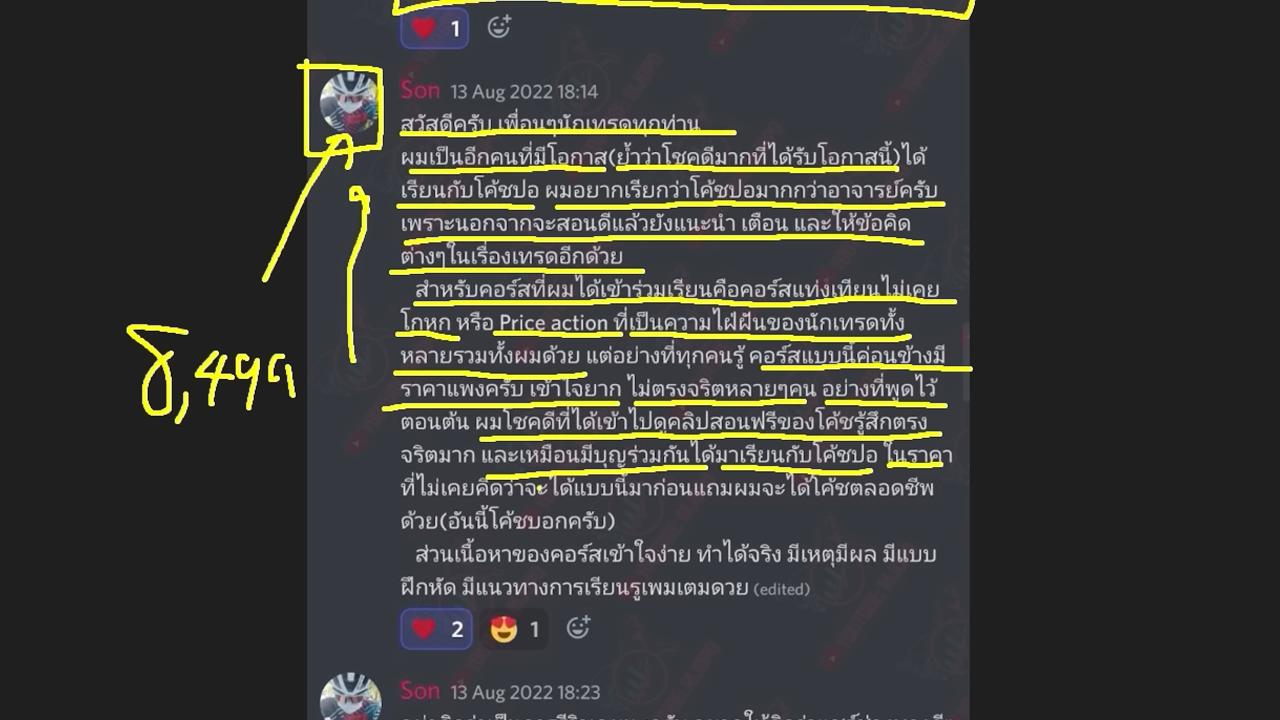 1
Son 13 Aug 2022 18:14
สวัสดีครับ เพื่อนๆนักเทรดทุกท่าน
ผมเป็นอีกคนที่มีโอกาส(ย้ำว่าโชคดีมากที่ได้รับโอกาสนี้)ได้
เรียนกับโค้ชปอ ผมอยากเรียกว่าโค้ชปอมากกว่าอาจารย์ครับ
เพราะนอกจากจะสอนดีแล้วยังแนะนำ เตือน และให้ข้อคิด
ต่างๆในเรื่องเทรดอีกด้วย
สำหรับคอร์สที่ผมได้เข้าร่วมเรียนคือคอร์สแท่งเทียนไม่เคย
โกหก หรือ Price action ที่เป็นความใฝ่ฝันของนักเทรดทั้ง
หลายรวมทั้งผมด้วย แต่อย่างที่ทุกคนรู้ คอร์สแบบนี้ค่อนข้างมี
ราคาแพงครับ เข้าใจยาก ไม่ตรงจริตหลายๆคน อย่างที่พูดไว้
ตอนต้น ผมโชคดีที่ได้เข้าไปดูคลิปสอนฟรีของโค้ชรู้สึกตรง
จริตมาก และเหมือนมีบุญร่วมกันได้มาเรียนกับโค้ชปอ ในราคา
ที่ไม่เคยคิดว่าจะได้แบบนี้มาก่อนแถมผมจะได้โค้ชตลอดชีพ
ด้วย(อันนี้โค้ชบอกครับ)
ส่วนเนื้อหาของคอร์สเข้าใจง่าย ทำได้จริง มีเหตุมีผล มีแบบ
ฝึกหัด มีแนวทางการเรียนรู้เพิ่มเติมด้วย (edited)
2 1
Son 13 Aug 2022 18:23